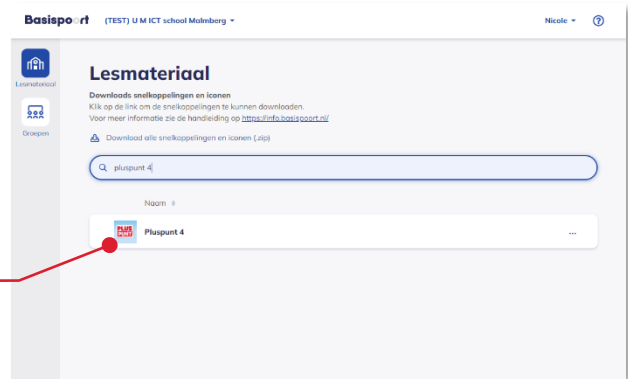 Basispoort (TEST) U M ICT school Malmberg Nicole ?
Lesmateriaal
Groepen
Lesmateriaal
Downloads snelkoppelingen en iconen
Klik op de link om de snelkoppelingen te kunnen downloaden.
Voor meer informatie zie de handleiding op https://info.basispoort.nl/
Download alle snelkoppelingen en iconen (.zip)
pluspunt 4
Naam
PLUS
PUNT
Pluspunt 4
...